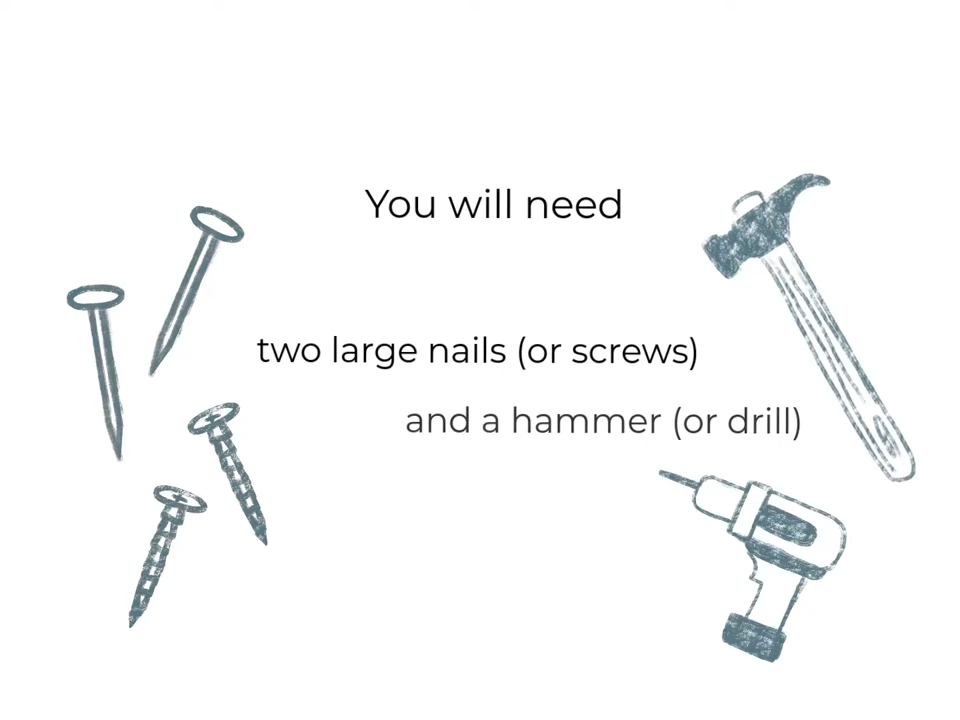 You will need
two large nails (or screws)
and a hammer (or drill)